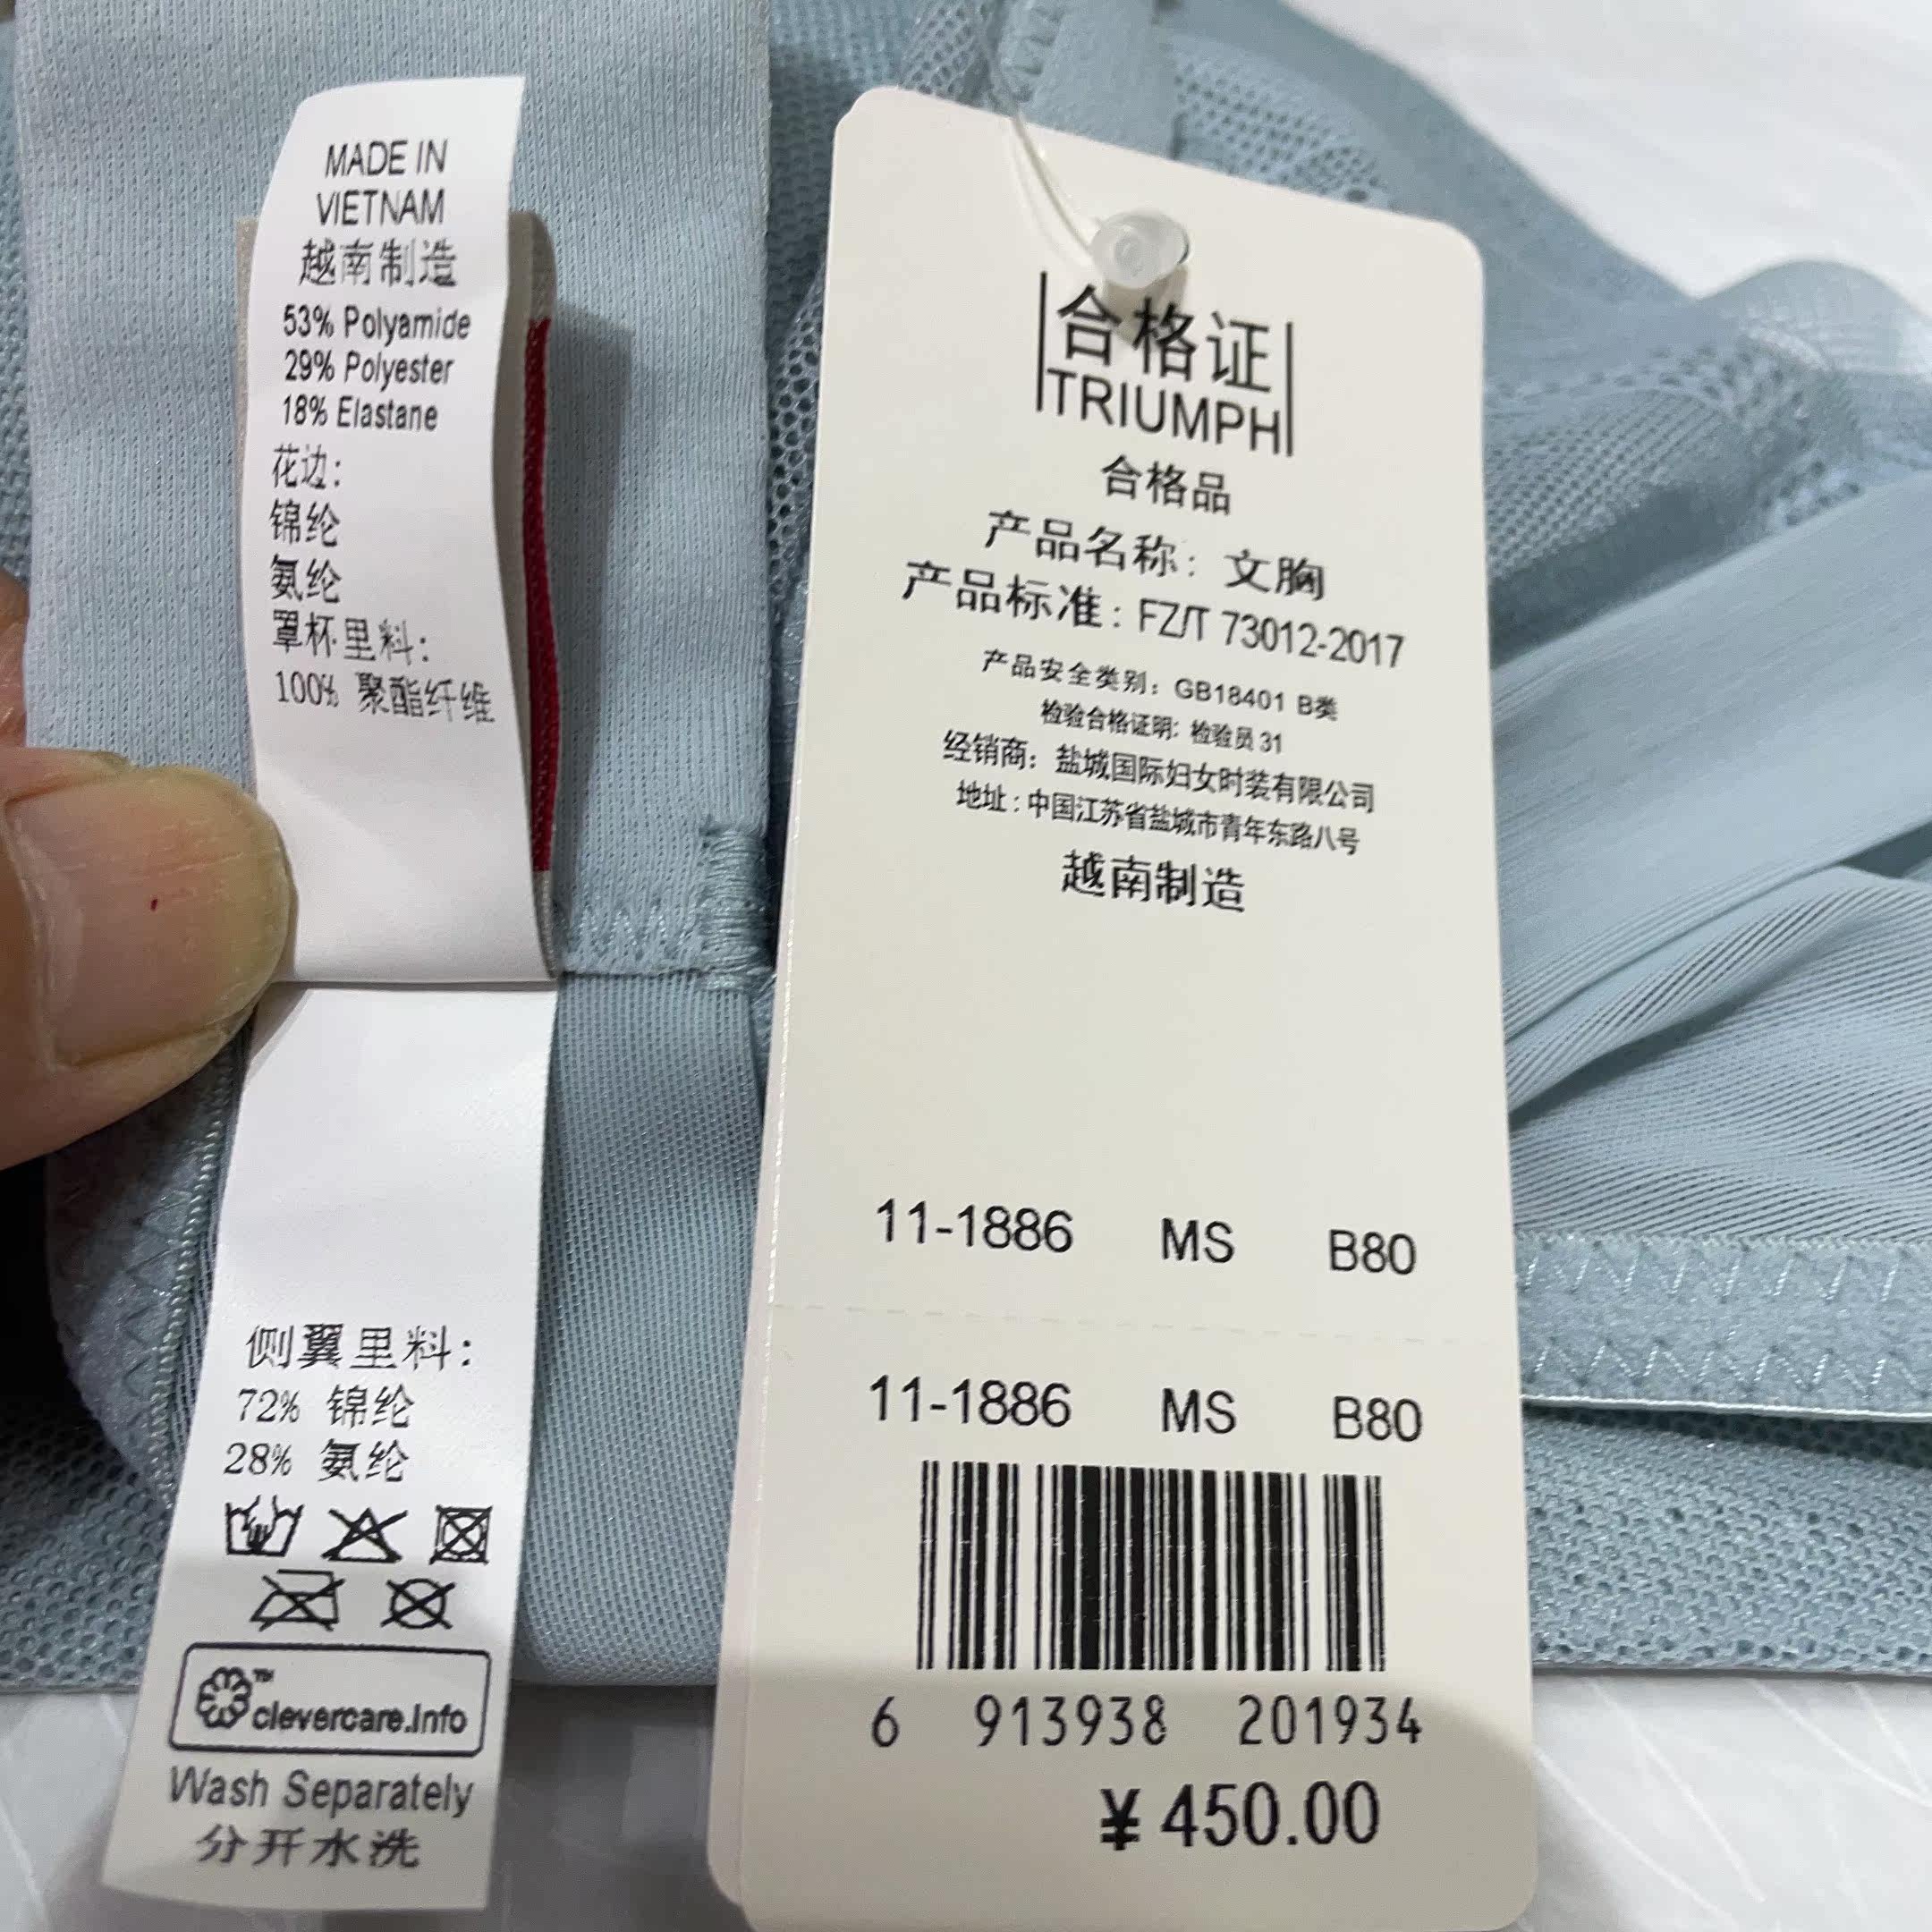 MADE IN
VIETNAM
越南制造
53% Polyamide
29% Polyester
18% Elastane
花边:
锦纶
氨纶
罩杯里料:
100% 聚酯纤维
侧翼里料:
72% 锦纶
28% 氨纶
™
clevercare.info
Wash Separately
分开水洗
合格证
TRIUMPH
合格品
产品名称: 文胸
产品标准: FZ/T 73012-2017
产品安全类别: GB18401 B类
检验合格证明: 检验员 31
经销商: 盐城国际妇女时装有限公司
地址: 中国江苏省盐城市青年东路八号
越南制造
11-1886 MS B80
11-1886 MS B80
6 913938 201934
¥ 450.00